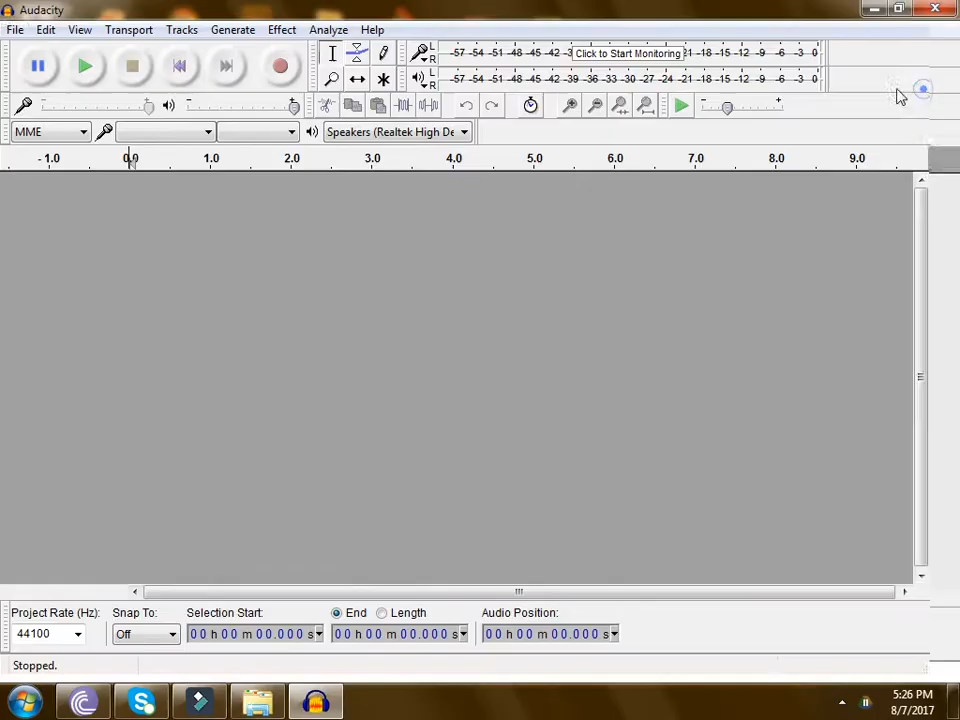 Audacity
File Edit View Transport Tracks Generate Effect Analyze Help
L
R
-57 -54 -51 -48 -45 -42 -3 Click to Start Monitoring -21 -18 -15 -12 -9 -6 -3 0
L
R
-57 -54 -51 -48 -45 -42 -39 -36 -33 -30 -27 -24 -21 -18 -15 -12 -9 -6 -3 0
- + - + - +
MME Speakers (Realtek High De
-1.0 0.0 1.0 2.0 3.0 4.0 5.0 6.0 7.0 8.0 9.0
Project Rate (Hz): Snap To: Selection Start: End Length Audio Position:
44100 Off 00 h 00 m 00.000 s 00 h 00 m 00.000 s 00 h 00 m 00.000 s
Stopped.
5:26 PM
8/7/2017